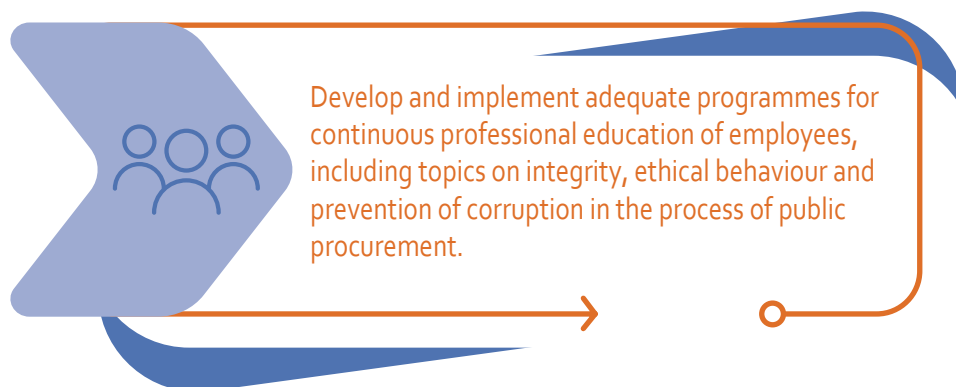 Develop and implement adequate programmes for
continuous professional education of employees,
including topics on integrity, ethical behaviour and
prevention of corruption in the process of public
procurement.